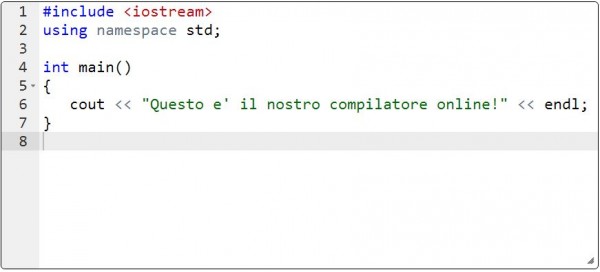 1 #include <iostream>
2 using namespace std;
3
4 int main()
5 {
6 cout << "Questo e' il nostro compilatore online!" << endl;
7 }
8